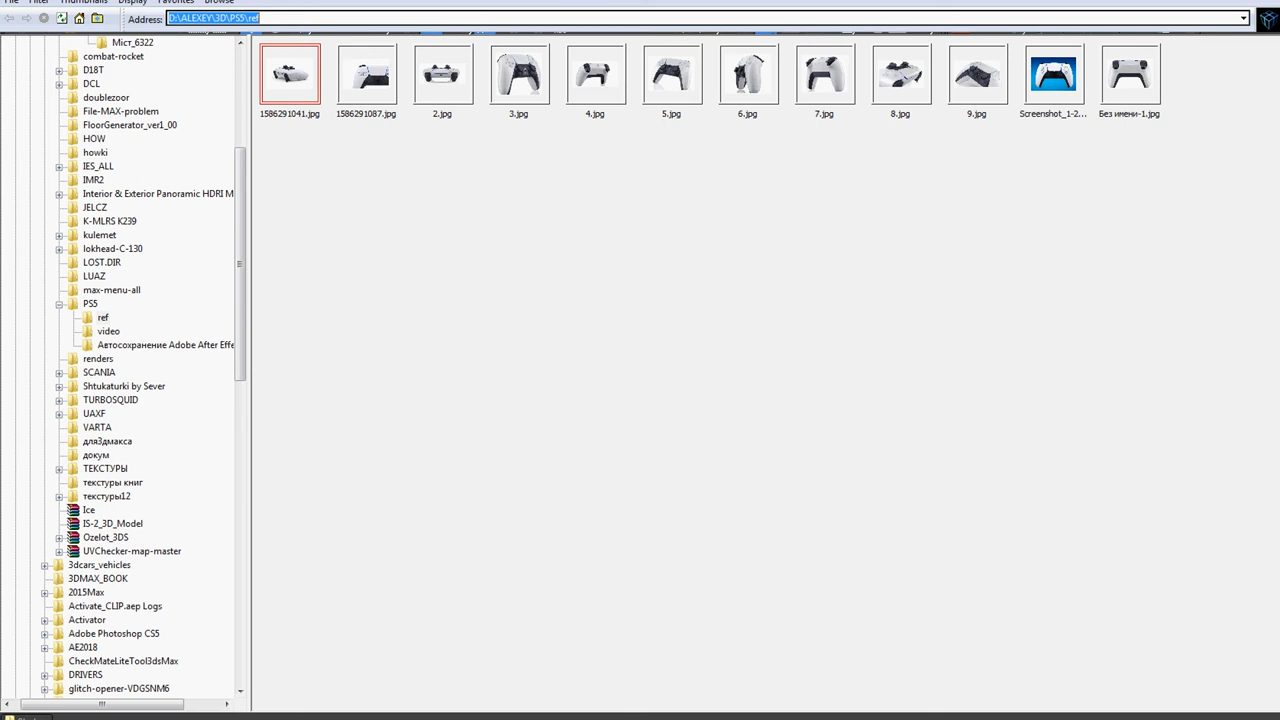 Filter
Thumbnails
Display
Favorites
Browse
Address: D:\ALEXEY\3D\PS5\ref
Міст_6322
combat-rocket
D18T
DCL
doublezoor
File-MAX-problem
FloorGenerator_ver1_00
HOW
howki
IES_ALL
IMR2
Interior & Exterior Panoramic HDRI M
JELCZ
K-MLRS K239
kulemet
lokhead-C-130
LOST.DIR
LUAZ
max-menu-all
PS5
ref
video
Автосохранение Adobe After Effe
renders
SCANIA
Shtukaturki by Sever
TURBOSQUID
UAXF
VARTA
для3дмакса
докум
ТЕКСТУРЫ
текстуры книг
текстуры12
Ice
IS-2_3D_Model
Ozelot_3DS
UVChecker-map-master
3dcars_vehicles
3DMAX_BOOK
2015Max
Activate_CLIP.aep Logs
Activator
Adobe Photoshop CS5
AE2018
CheckMateLiteTool3dsMax
DRIVERS
glitch-opener-VDGSNM6
1586291041.jpg
1586291087.jpg
2.jpg
3.jpg
4.jpg
5.jpg
6.jpg
7.jpg
8.jpg
9.jpg
Screenshot_1-2...
Без имени-1.jpg